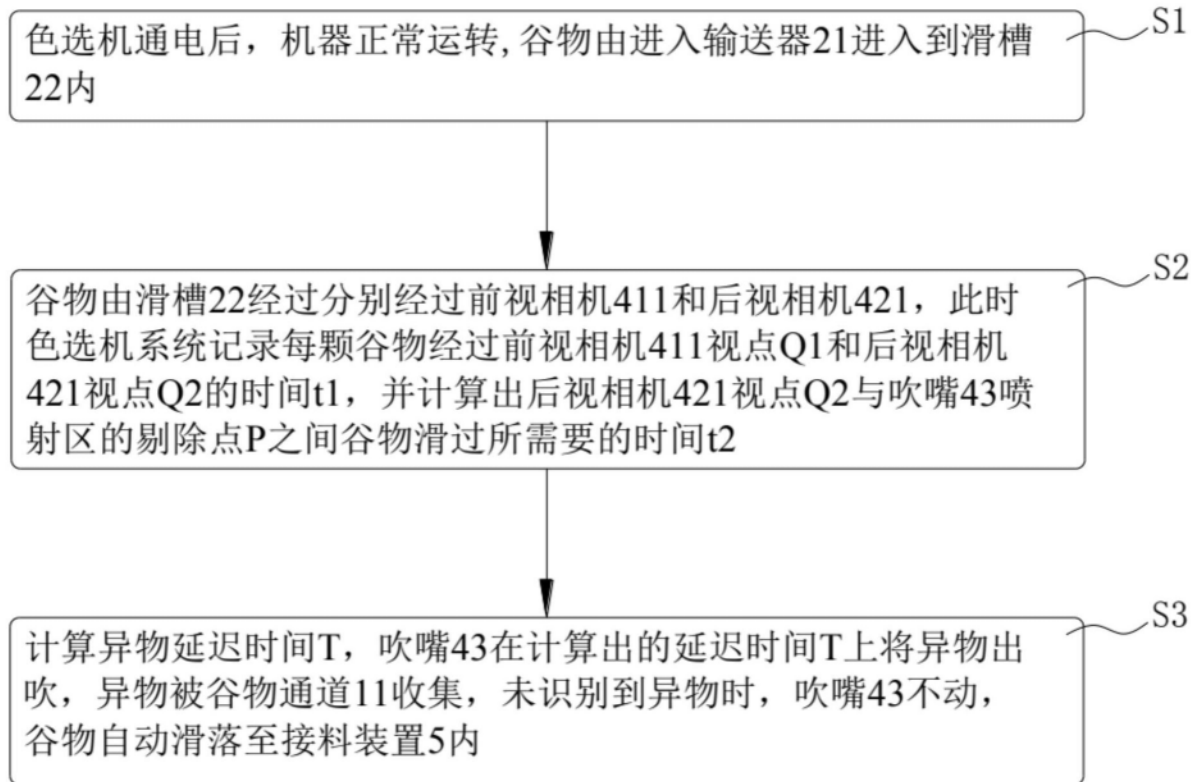 色选机通电后，机器正常运转,谷物由进入输送器21进入到滑槽
22内
S1
谷物由滑槽22经过分别经过前视相机411和后视相机421，此时
色选机系统记录每颗谷物经过前视相机411视点Q1和后视相机
421视点Q2的时间t1，并计算出后视相机421视点Q2与吹嘴43喷
射区的剔除点P之间谷物滑过所需要的时间t2
S2
计算异物延迟时间T，吹嘴43在计算出的延迟时间T上将异物出
吹，异物被谷物通道11收集，未识别到异物时，吹嘴43不动，
谷物自动滑落至接料装置5内
S3